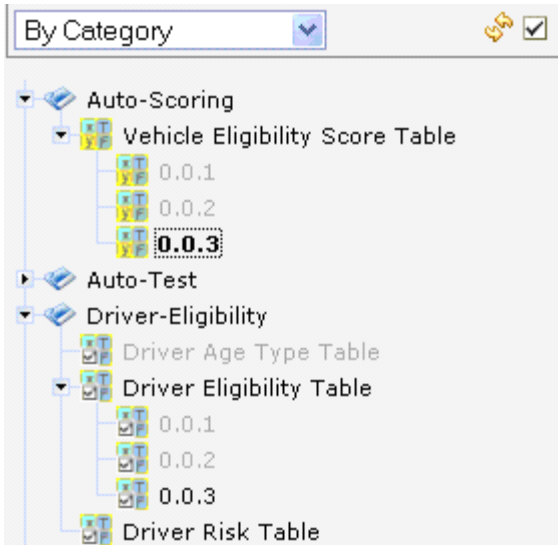 By Category
Auto-Scoring
Vehicle Eligibility Score Table
0.0.1
0.0.2
0.0.3
Auto-Test
Driver-Eligibility
Driver Age Type Table
Driver Eligibility Table
0.0.1
0.0.2
0.0.3
Driver Risk Table